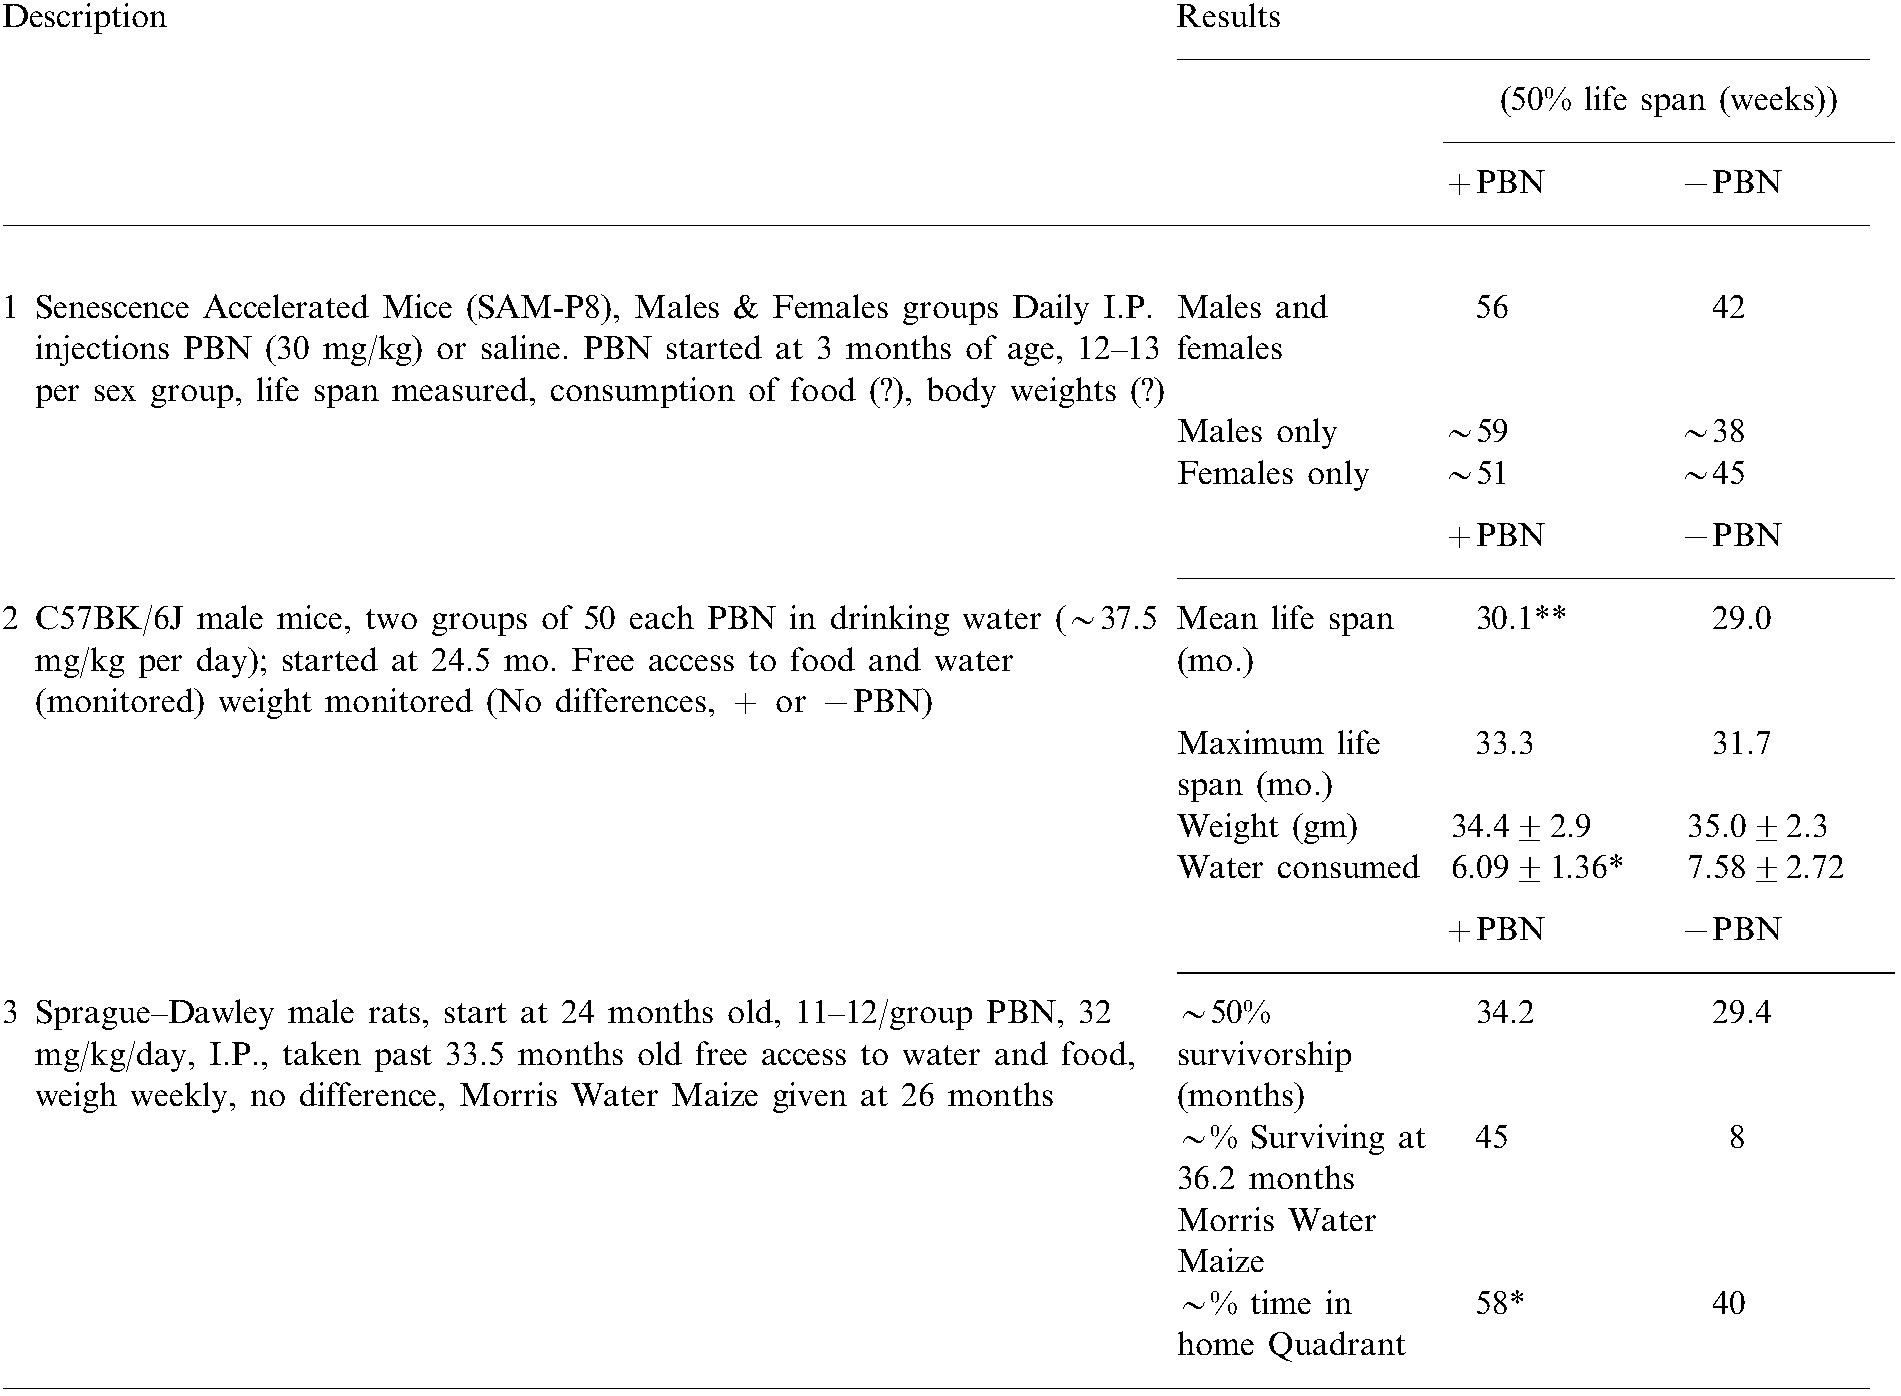 Description Results
(50% life span (weeks))
+PBN −PBN
1 Senescence Accelerated Mice (SAM-P8), Males & Females groups Daily I.P. Males and 56 42
injections PBN (30 mg/kg) or saline. PBN started at 3 months of age, 12–13 females
per sex group, life span measured, consumption of food (?), body weights (?)
Males only ~59 ~38
Females only ~51 ~45
+PBN −PBN
2 C57BK/6J male mice, two groups of 50 each PBN in drinking water (~37.5 Mean life span 30.1** 29.0
mg/kg per day); started at 24.5 mo. Free access to food and water (mo.)
(monitored) weight monitored (No differences, + or −PBN)
Maximum life 33.3 31.7
span (mo.)
Weight (gm) 34.4±2.9 35.0±2.3
Water consumed 6.09±1.36* 7.58±2.72
+PBN −PBN
3 Sprague–Dawley male rats, start at 24 months old, 11–12/group PBN, 32 ~50% 34.2 29.4
mg/kg/day, I.P., taken past 33.5 months old free access to water and food, survivorship
weigh weekly, no difference, Morris Water Maize given at 26 months (months)
~% Surviving at 45 8
36.2 months
Morris Water
Maize
~% time in 58* 40
home Quadrant